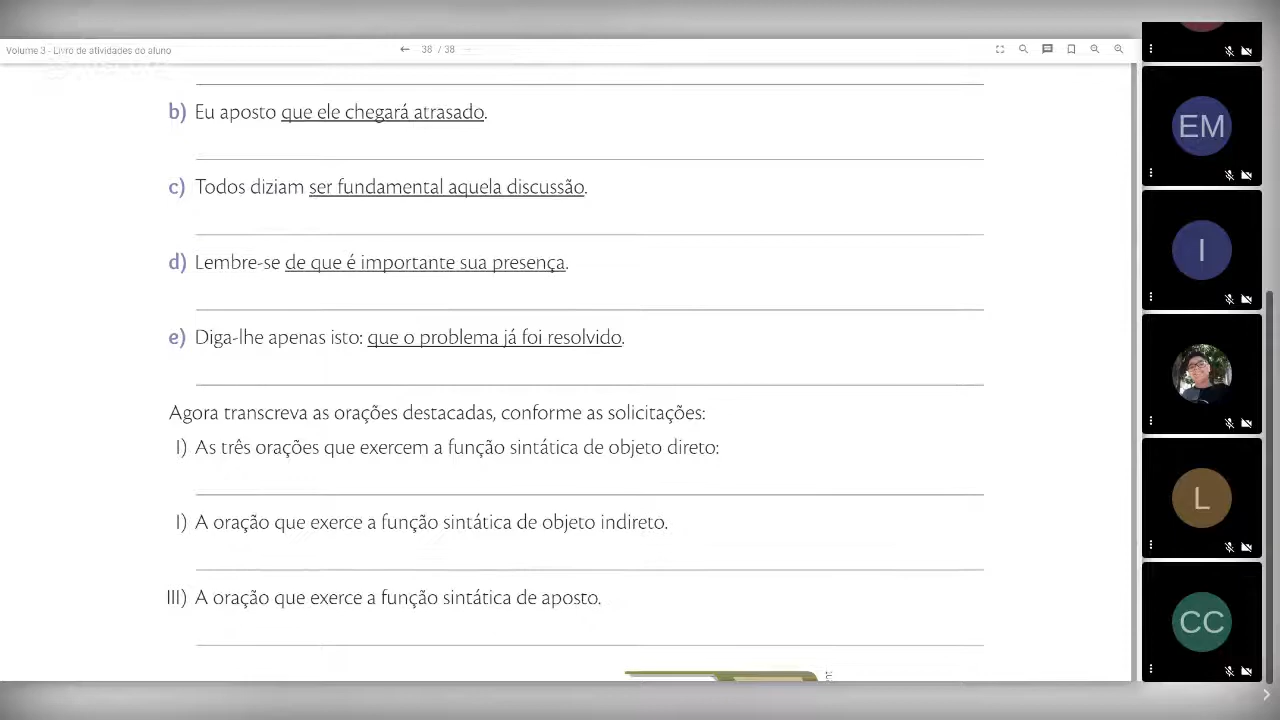 Volume 3 - Livro de atividades do aluno
← 38 / 38
b) Eu aposto que ele chegará atrasado.
c) Todos diziam ser fundamental aquela discussão.
d) Lembre-se de que é importante sua presença.
e) Diga-lhe apenas isto: que o problema já foi resolvido.
Agora transcreva as orações destacadas, conforme as solicitações:
I) As três orações que exercem a função sintática de objeto direto:
I) A oração que exerce a função sintática de objeto indireto.
III) A oração que exerce a função sintática de aposto.
EM
I
L
CC